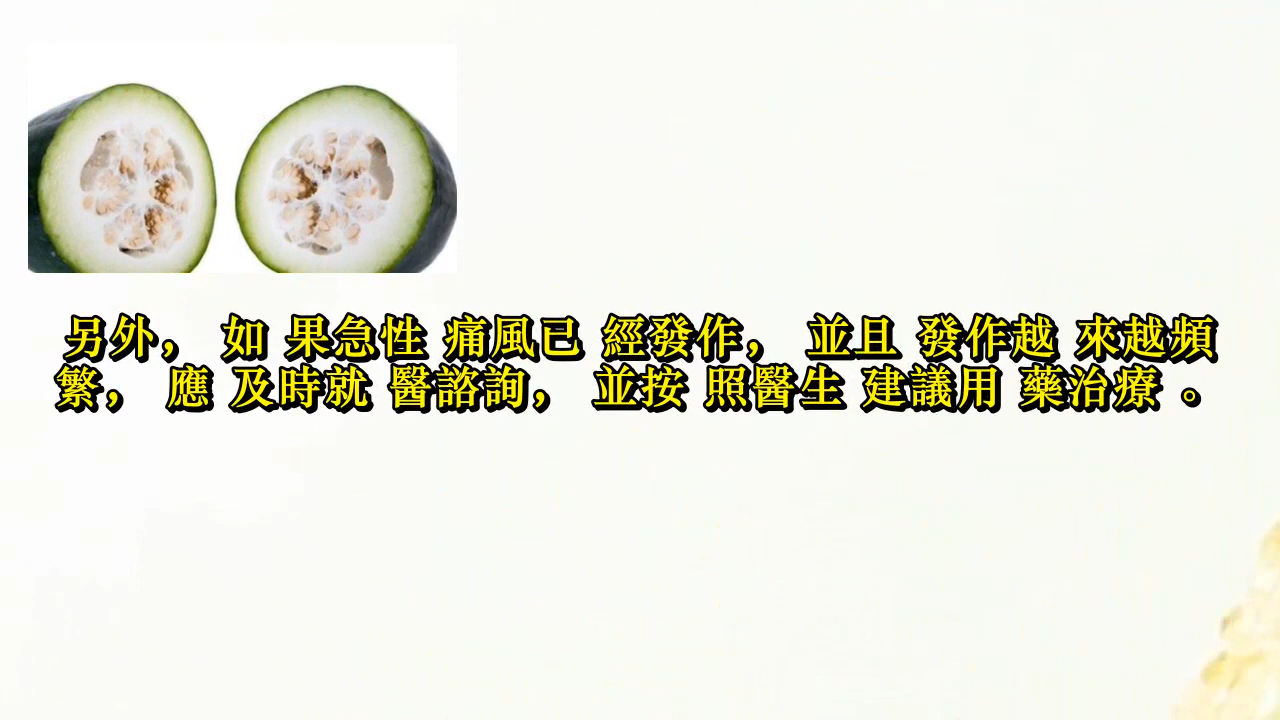 另外， 如 果急性 痛風已 經發作， 並且 發作越 來越頻
繁， 應 及時就 醫諮詢， 並按 照醫生 建議用 藥治療 。